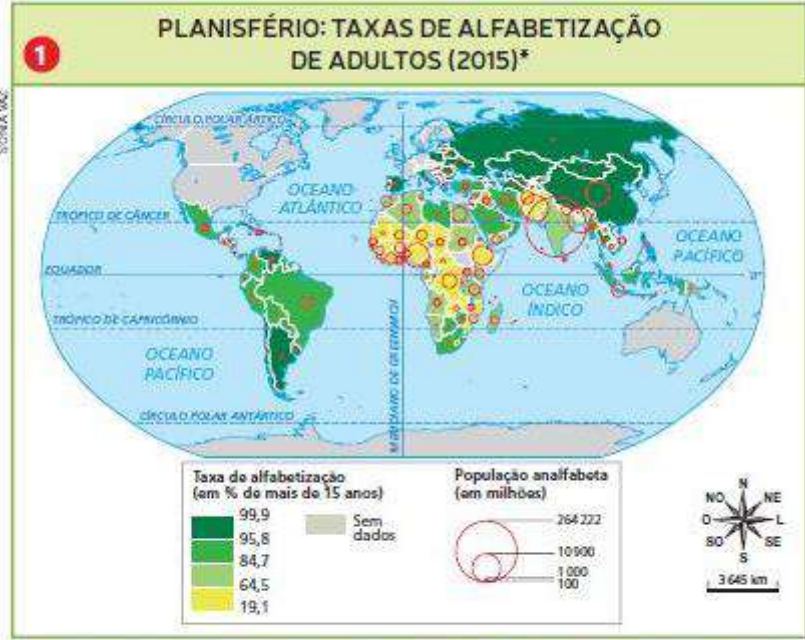 1
PLANISFÉRIO: TAXAS DE ALFABETIZAÇÃO
DE ADULTOS (2015)*
SONIA VAZ
CÍRCULO POLAR ÁRTICO
OCEANO
ATLÂNTICO
TRÓPICO DE CÂNCER
OCEANO
PACÍFICO
EQUADOR
0°
OCEANO
ÍNDICO
TRÓPICO DE CAPRICÓRNIO
OCEANO
PACÍFICO
MERIDIANO DE GREENWICH
CÍRCULO POLAR ANTÁRTICO
Taxa de alfabetização
(em % de mais de 15 anos)
99,9
95,8
84,7
64,5
19,1
Sem
dados
População analfabeta
(em milhões)
264 222
10 900
1 000
100
N
NO
NE
O
L
SO
SE
S
3 645 km